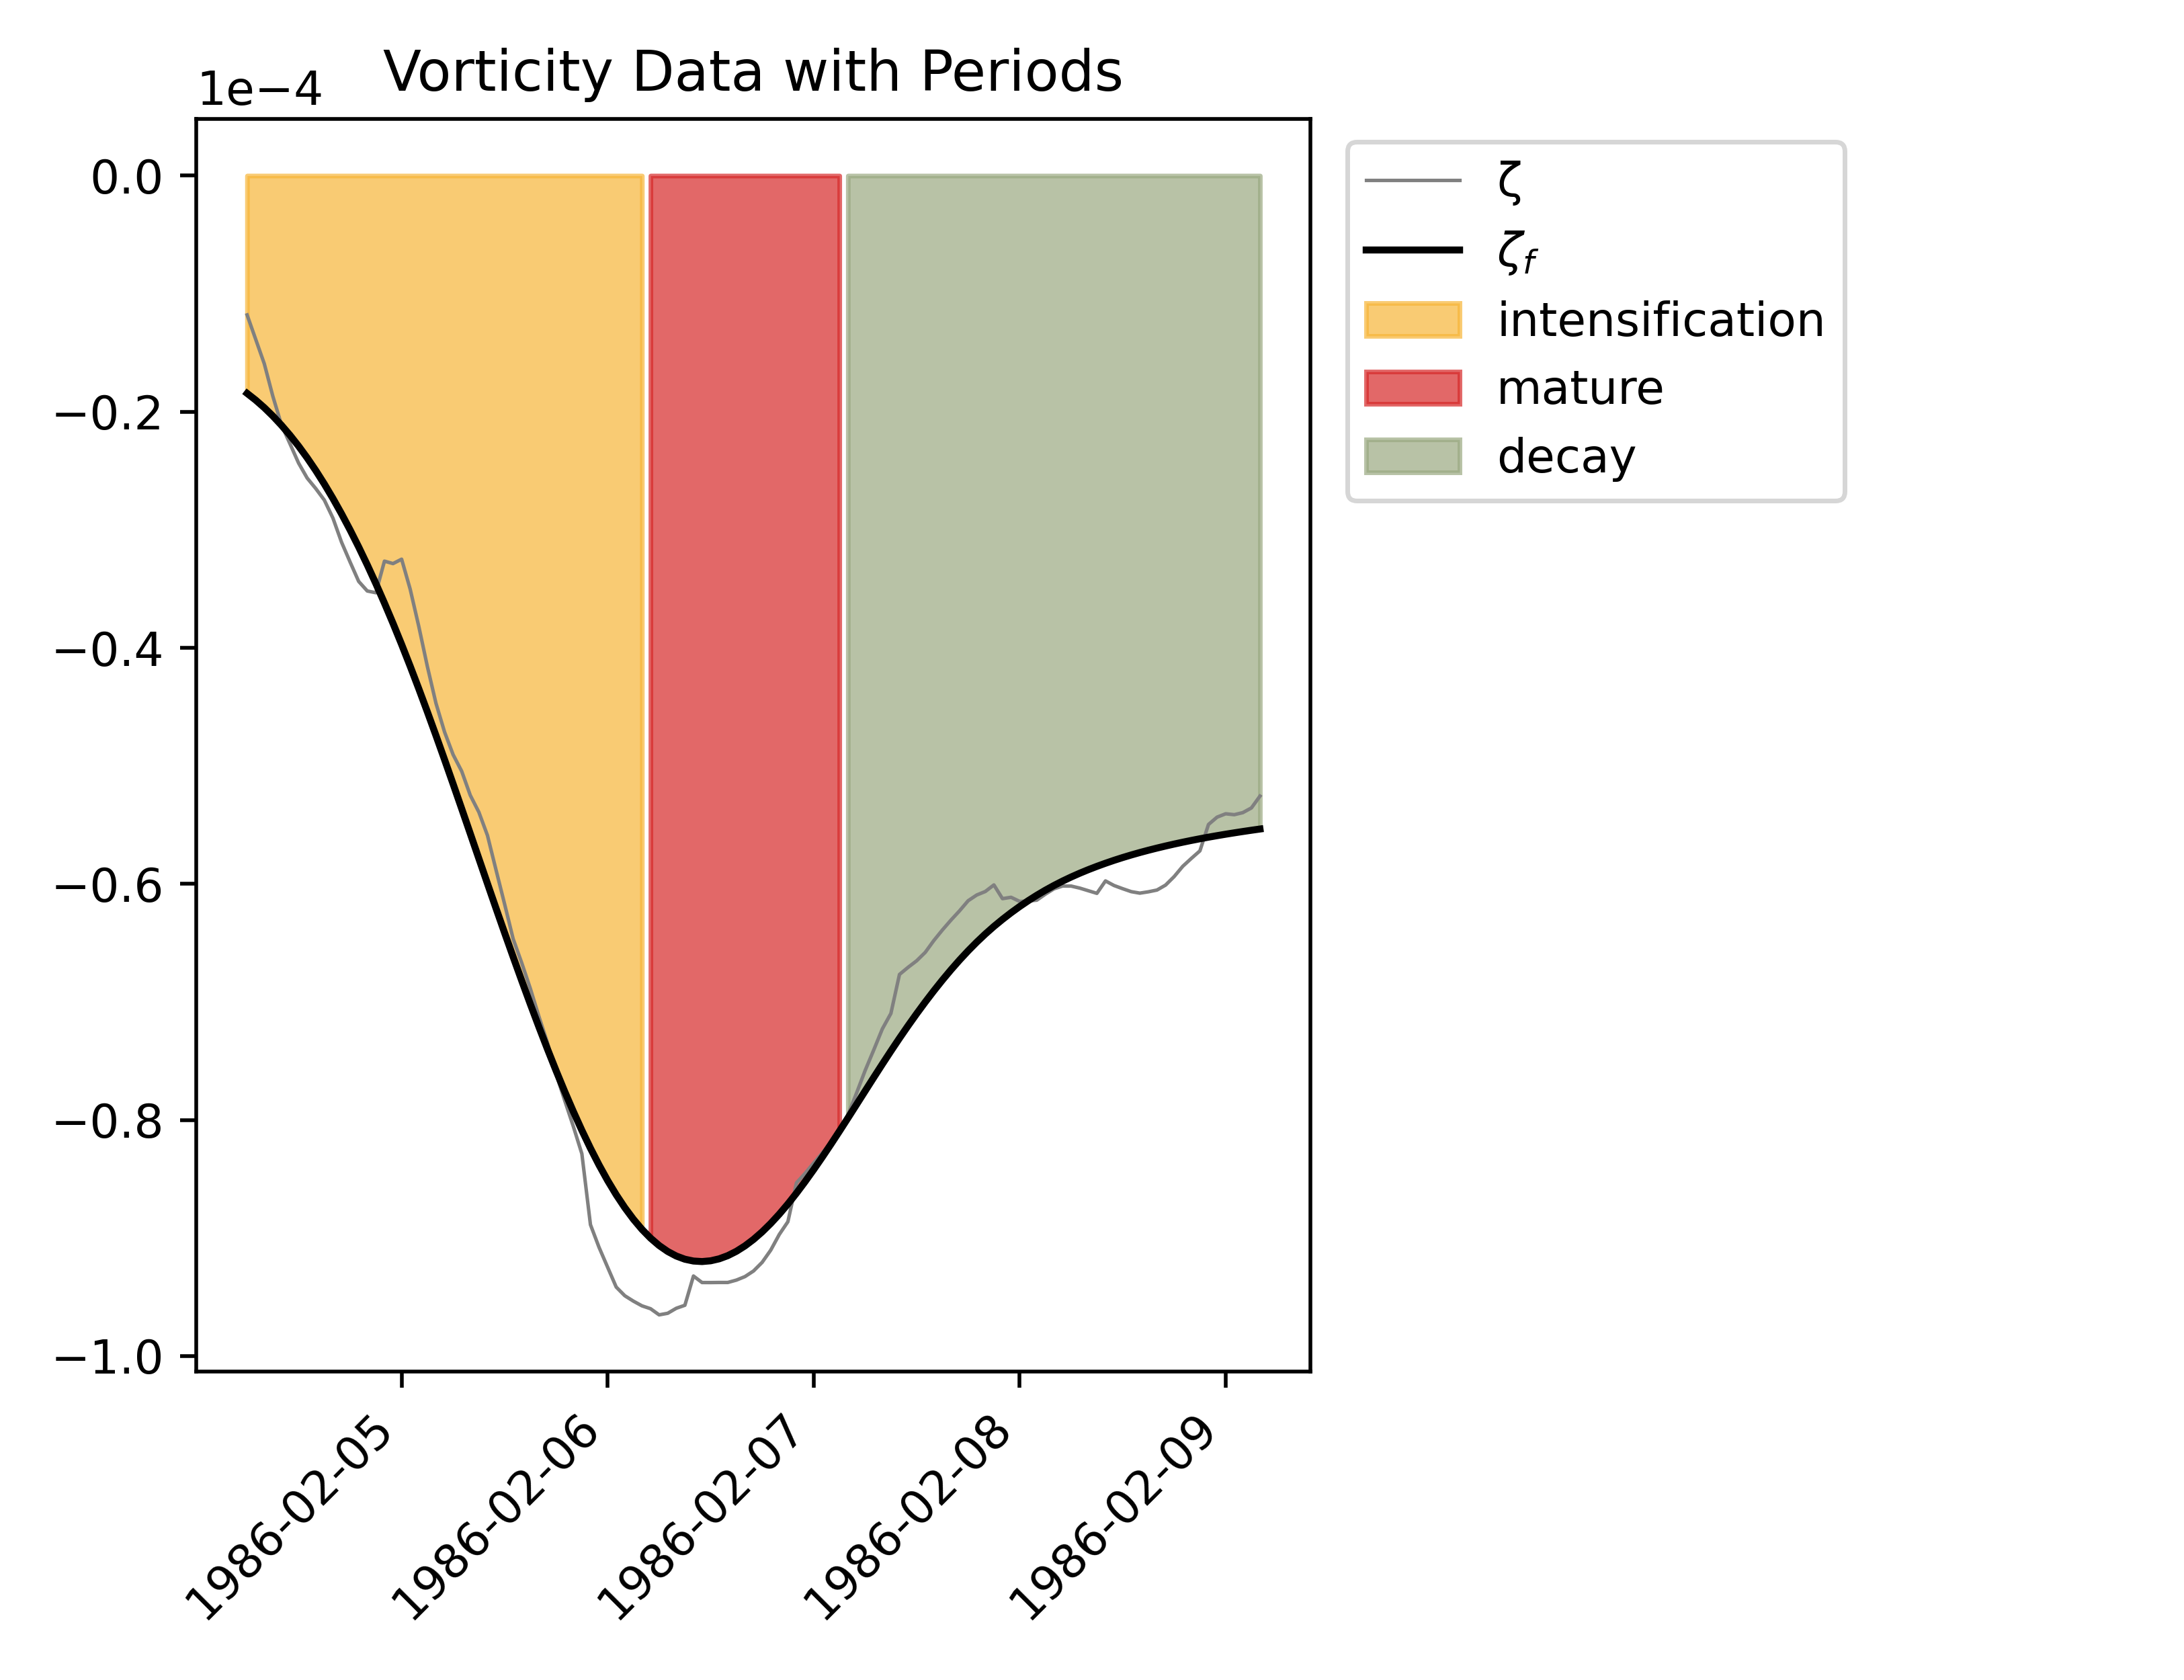 Vorticity Data with Periods
1e−4
0.0
−0.2
−0.4
−0.6
−0.8
−1.0
1986-02-05
1986-02-06
1986-02-07
1986-02-08
1986-02-09
ζ
ζf
intensification
mature
decay